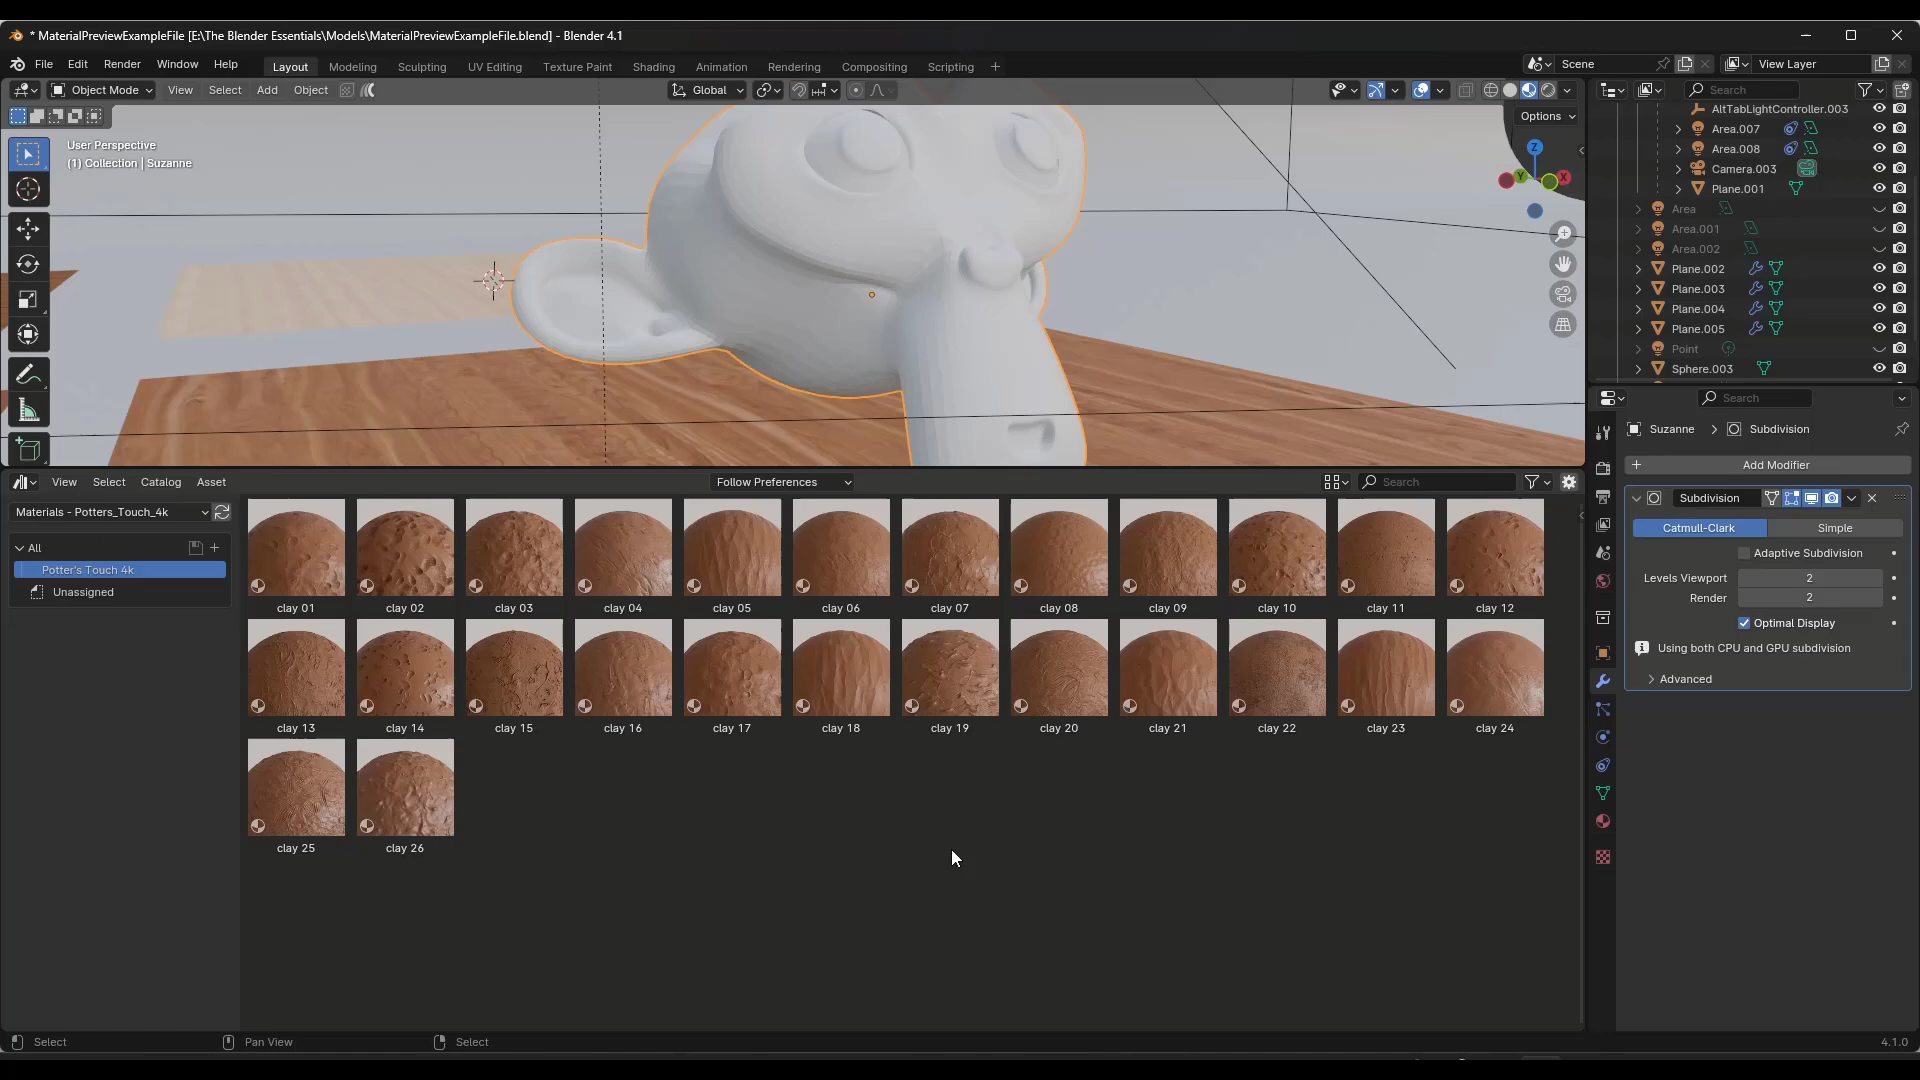 * MaterialPreviewExampleFile [E:\The Blender Essentials\Models\MaterialPreviewExampleFile.blend] - Blender 4.1
File Edit Render Window Help Layout Modeling Sculpting UV Editing Texture Paint Shading Animation Rendering Compositing Scripting + Scene View Layer
Object Mode View Select Add Object Global Search
Options
User Perspective
(1) Collection | Suzanne
Z
Y
X
AltTabLightController.003
Area.007
Area.008
Camera.003
Plane.001
Area
Area.001
Area.002
Plane.002
Plane.003
Plane.004
Plane.005
Point
Sphere.003
Search
Suzanne > Subdivision
+ Add Modifier
Subdivision
Catmull-Clark Simple
Adaptive Subdivision
Levels Viewport 2
Render 2
Optimal Display
Using both CPU and GPU subdivision
Advanced
View Select Catalog Asset Follow Preferences Search
Materials - Potters_Touch_4k
All
Potter's Touch 4k
Unassigned
clay 01 clay 02 clay 03 clay 04 clay 05 clay 06 clay 07 clay 08 clay 09 clay 10 clay 11 clay 12
clay 13 clay 14 clay 15 clay 16 clay 17 clay 18 clay 19 clay 20 clay 21 clay 22 clay 23 clay 24
clay 25 clay 26
Select Pan View Select 4.1.0